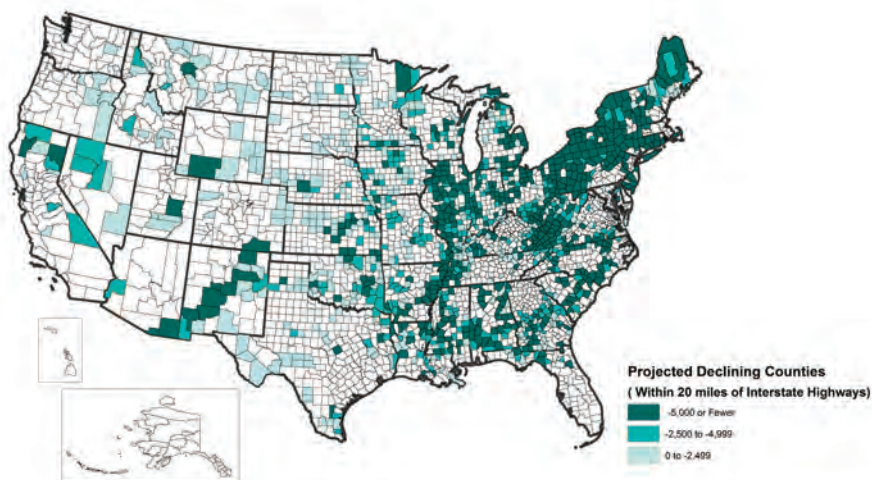 Projected Declining Counties
( Within 20 miles of Interstate Highways)
-5,000 or Fewer
-2,500 to -4,999
0 to -2,499